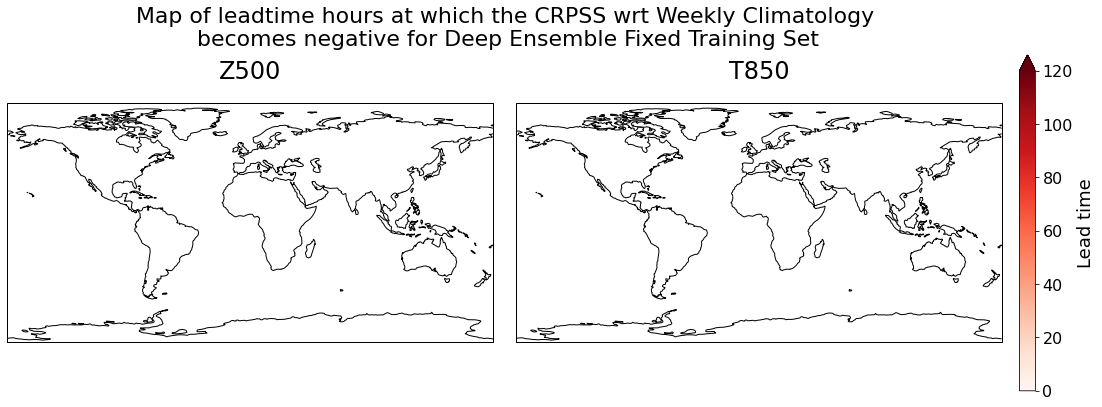 Map of leadtime hours at which the CRPSS wrt Weekly Climatology
becomes negative for Deep Ensemble Fixed Training Set
Z500
T850
120
100
80
60
40
20
0
Lead time